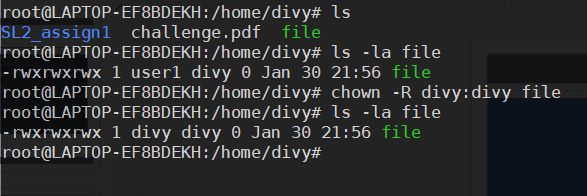 root@LAPTOP-EF8BDEKH:/home/divy# ls
SL2_assign1  challenge.pdf  file
root@LAPTOP-EF8BDEKH:/home/divy# ls -la file
-rwxrwxrwx 1 user1 divy 0 Jan 30 21:56 file
root@LAPTOP-EF8BDEKH:/home/divy# chown -R divy:divy file
root@LAPTOP-EF8BDEKH:/home/divy# ls -la file
-rwxrwxrwx 1 divy divy 0 Jan 30 21:56 file
root@LAPTOP-EF8BDEKH:/home/divy#